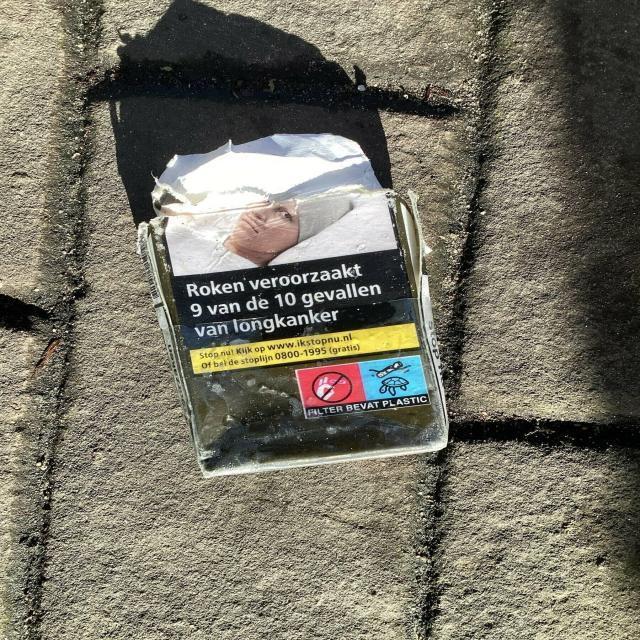 Roken veroorzaakt
9 van de 10 gevallen
van longkanker
Stop nu! Kijk op www.ikstopnu.nl
Of bel de stoplijn 0800-1995 (gratis)
FILTER BEVAT PLASTIC